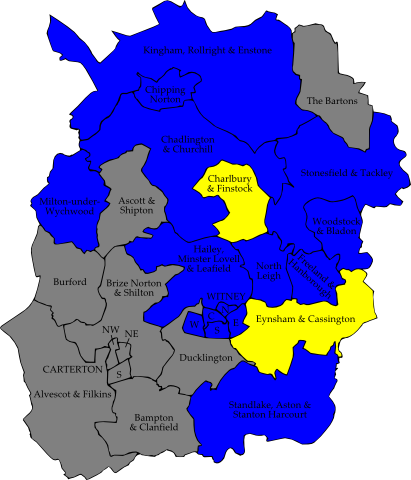 Kingham, Rollright & Enstone
Chipping
Norton
The Bartons
Chadlington
& Churchill
Stonesfield & Tackley
Charlbury
& Finstock
Milton-under-
Wychwood
Ascott &
Shipton
Woodstock
& Bladon
Hailey,
Minster Lovell
& Leafield
North
Leigh
Freeland &
Hanborough
Burford
Brize Norton
& Shilton
WITNEY
W
E
S
Eynsham & Cassington
NW
NE
Ducklington
CARTERTON
S
Alvescot & Filkins
Standlake, Aston &
Stanton Harcourt
Bampton
& Clanfield